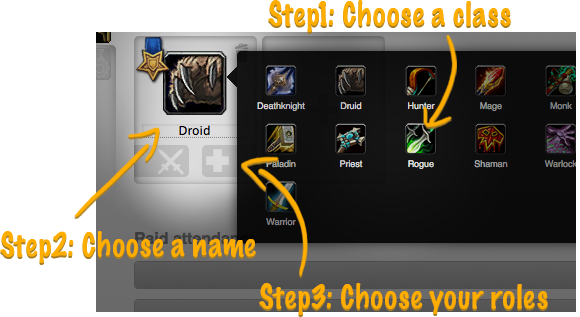 Step1: Choose a class
Deathknight Druid Hunter Mage Monk
Droid
Paladin Priest Rogue Shaman Warlock
Warrior
Raid attendence
Step2: Choose a name
Step3: Choose your roles